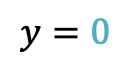 y = 0